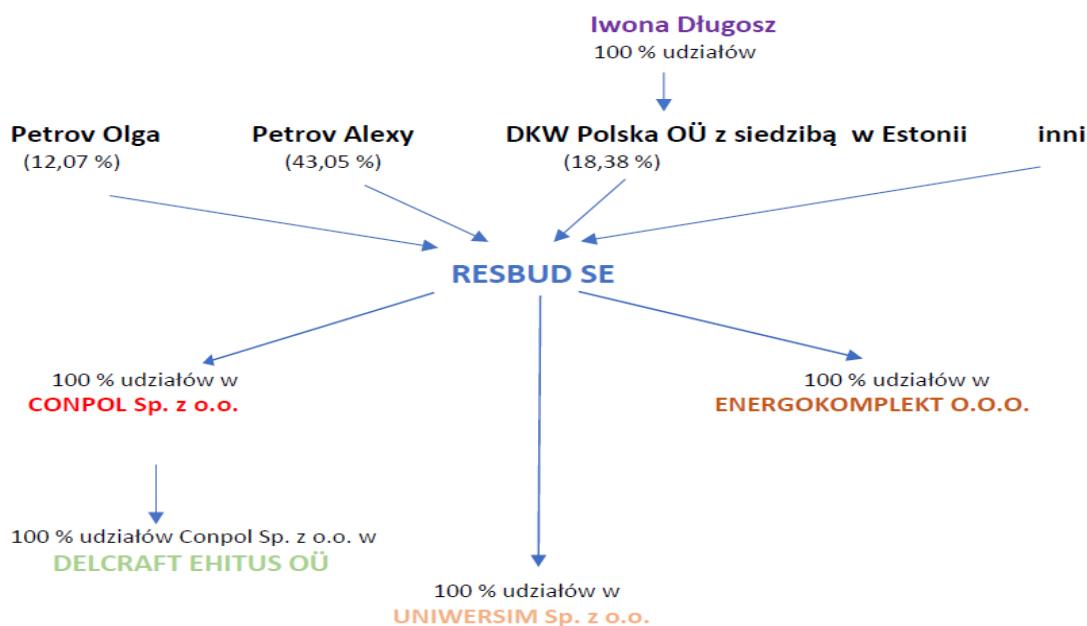 Iwona Długosz
100 % udziałów
Petrov Olga
(12,07 %)
Petrov Alexy
(43,05 %)
DKW Polska OÜ z siedzibą w Estonii
(18,38 %)
inni
RESBUD SE
100 % udziałów w
CONPOL Sp. z o.o.
100 % udziałów w
ENERGOKOMPLEKT O.O.O.
100 % udziałów Conpol Sp. z o.o. w
DELCRAFT EHITUS OÜ
100 % udziałów w
UNIWERSIM Sp. z o.o.